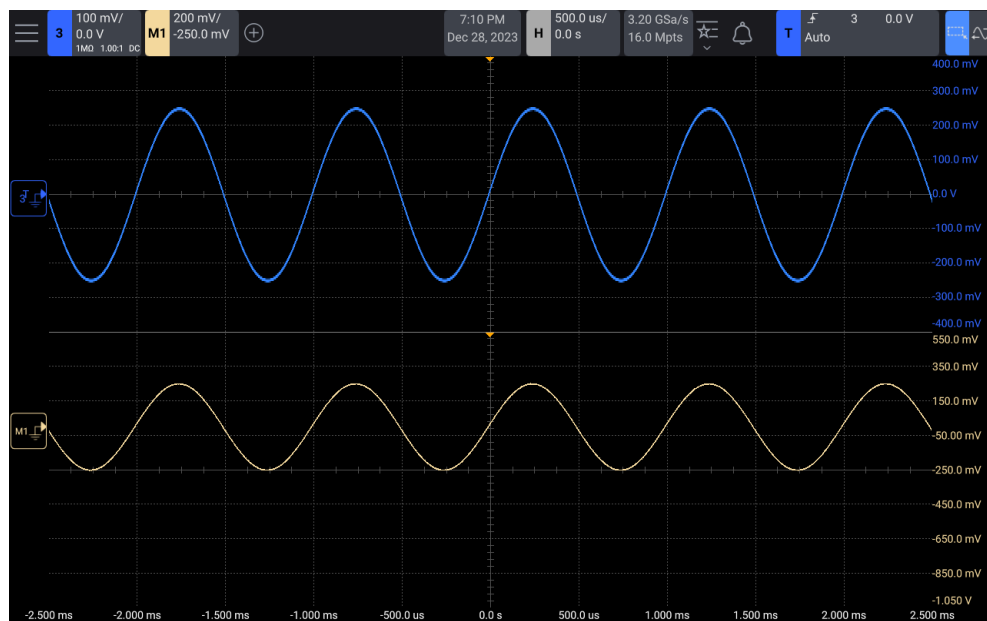 3
100 mV/
0.0 V
1MΩ 1.00:1 DC
M1
200 mV/
-250.0 mV
7:10 PM
Dec 28, 2023
H
500.0 us/
0.0 s
3.20 GSa/s
16.0 Mpts
T
3
0.0 V
Auto
400.0 mV
300.0 mV
200.0 mV
100.0 mV
0.0 V
-100.0 mV
-200.0 mV
-300.0 mV
-400.0 mV
3
T
550.0 mV
350.0 mV
150.0 mV
-50.00 mV
-250.0 mV
-450.0 mV
-650.0 mV
-850.0 mV
-1.050 V
M1
-2.500 ms
-2.000 ms
-1.500 ms
-1.000 ms
-500.0 us
0.0 s
500.0 us
1.000 ms
1.500 ms
2.000 ms
2.500 ms